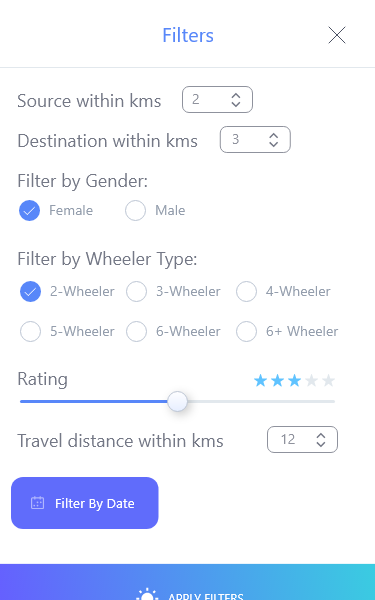 Filters
Source within kms 2
Destination within kms 3
Filter by Gender:
Female Male
Filter by Wheeler Type:
2-Wheeler 3-Wheeler 4-Wheeler
5-Wheeler 6-Wheeler 6+ Wheeler
Rating
Travel distance within kms 12
Filter By Date
APPLY FILTERS